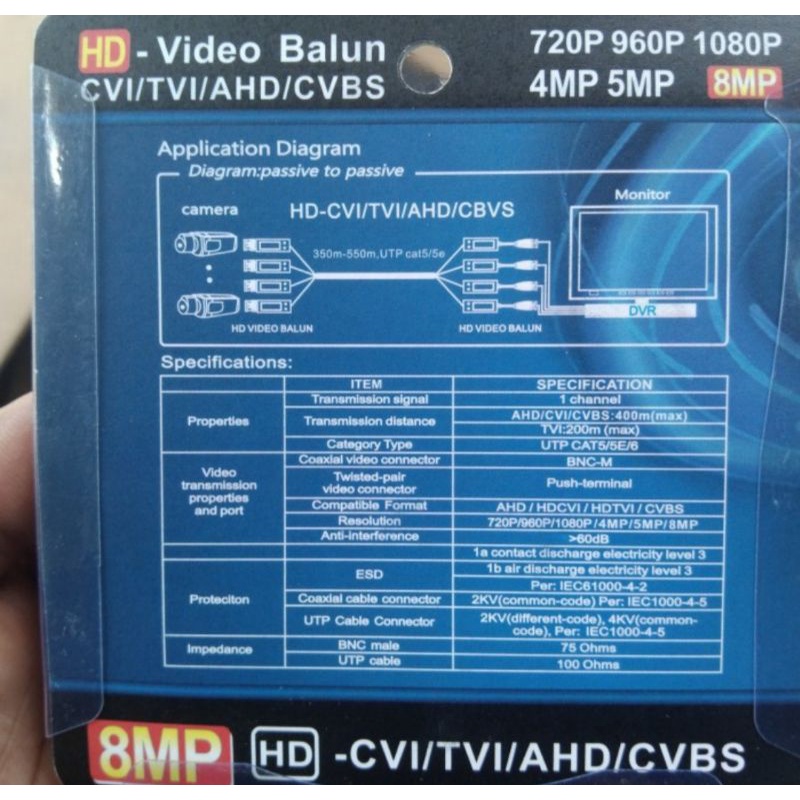 HD - Video Balun
CVI/TVI/AHD/CVBS
720P 960P 1080P
4MP 5MP 8MP
Application Diagram
Diagram:passive to passive
camera
HD-CVI/TVI/AHD/CBVS
Monitor
350m-550m,UTP cat5/5e
DVR
HD VIDEO BALUN
HD VIDEO BALUN
Specifications:
ITEM SPECIFICATION
Properties
Transmission signal 1 channel
Transmission distance AHD/CVI/CVBS:400m(max)
TVI:200m (max)
Category Type UTP CAT5/5E/6
Video
transmission
properties
and port
Coaxial video connector BNC-M
Twisted-pair
video connector
Push-terminal
Compatible Format AHD / HDCVI / HDTVI / CVBS
Resolution 720P/960P/1080P/4MP/5MP/8MP
Anti-interference >60dB
Proteciton
ESD
1a contact discharge electricity level 3
1b air discharge electricity level 3
Per: IEC61000-4-2
Coaxial cable connector 2KV(common-code) Per: IEC1000-4-5
UTP Cable Connector 2KV(different-code), 4KV(common-
code), Per: IEC1000-4-5
Impedance
BNC male 75 Ohms
UTP cable 100 Ohms
8MP HD -CVI/TVI/AHD/CVBS